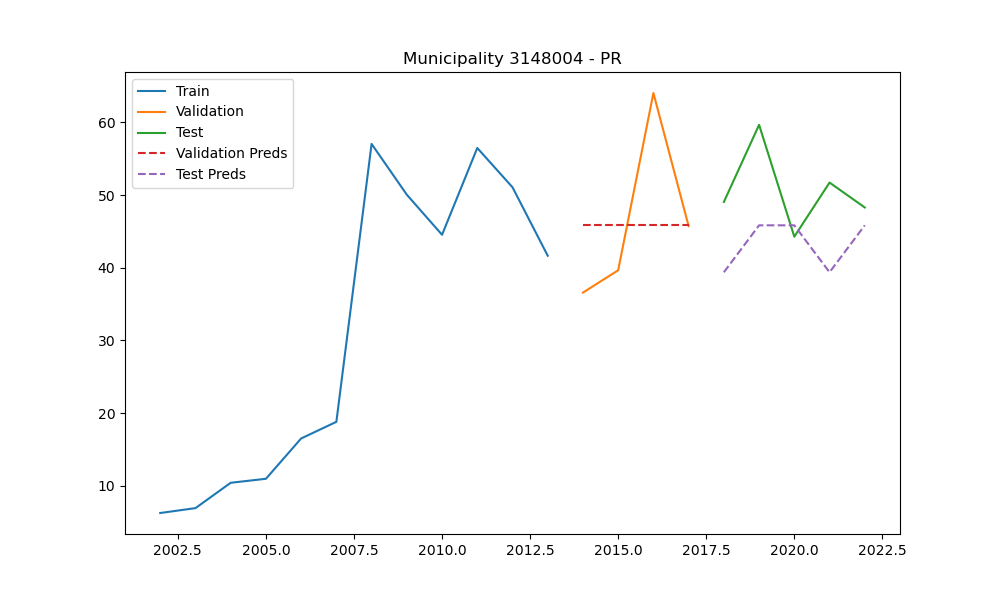 Municipality 3148004 - PR
Train
Validation
Test
Validation Preds
Test Preds
60
50
40
30
20
10
2002.5 2005.0 2007.5 2010.0 2012.5 2015.0 2017.5 2020.0 2022.5